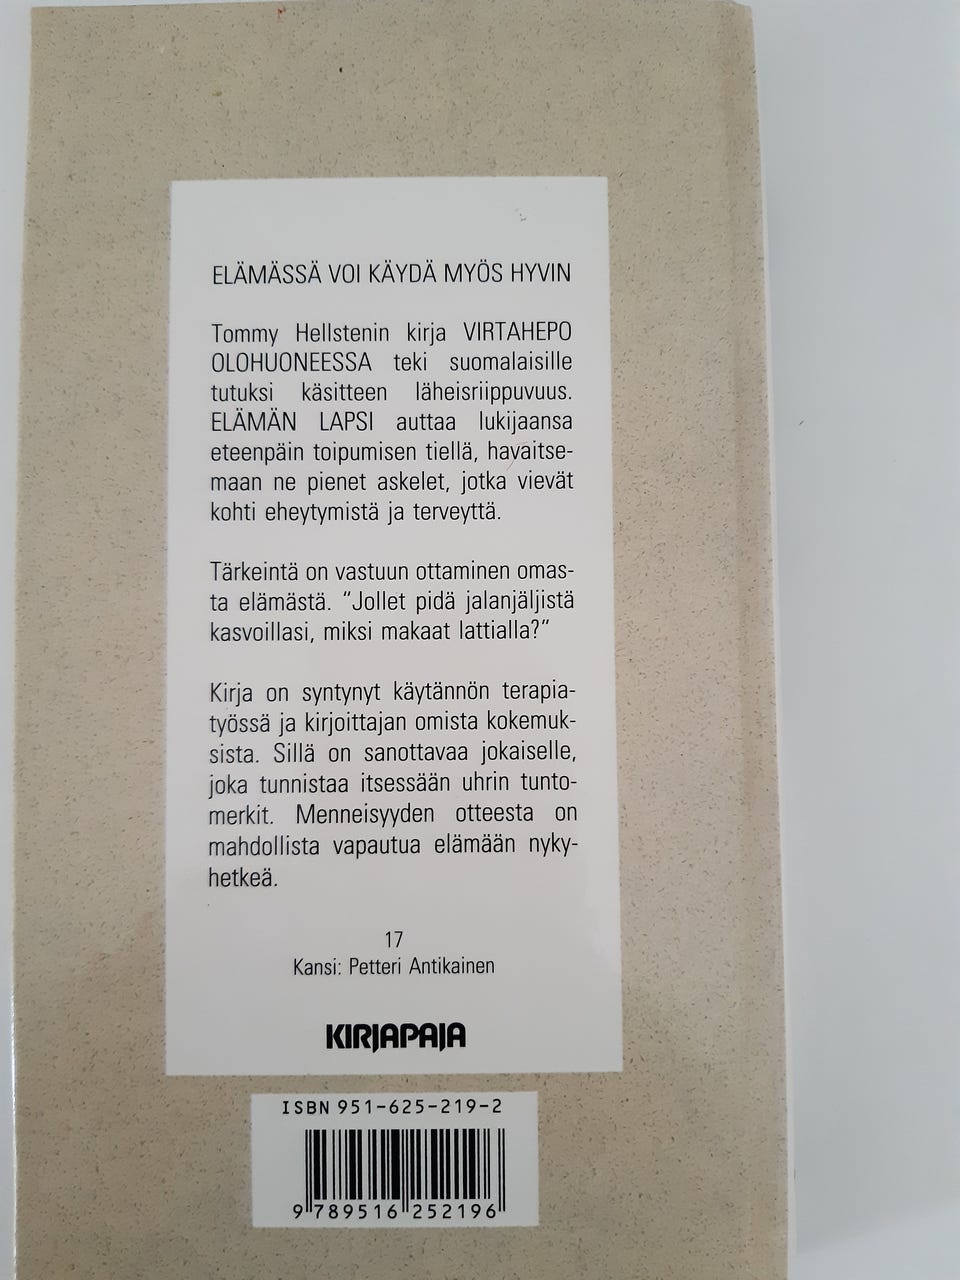 ELÄMÄSSÄ VOI KÄYDÄ MYÖS HYVIN
Tommy Hellstenin kirja VIRTAHEPO
OLOHUONEESSA teki suomalaisille
tutuksi käsitteen läheisriippuvuus.
ELÄMÄN LAPSI auttaa lukijaansa
eteenpäin toipumisen tiellä, havaitse-
maan ne pienet askelet, jotka vievät
kohti eheytymistä ja terveyttä.
Tärkeintä on vastuun ottaminen omas-
ta elämästä. "Jollet pidä jalanjäljistä
kasvoillasi, miksi makaat lattialla?"
Kirja on syntynyt käytännön terapia-
työssä ja kirjoittajan omista kokemuk-
sista. Sillä on sanottavaa jokaiselle,
joka tunnistaa itsessään uhrin tunto-
merkit. Menneisyyden otteesta on
mahdollista vapautua elämään nyky-
hetkeä.
17
Kansi: Petteri Antikainen
KIRJAPAJA
ISBN 951-625-219-2
9 789516 252196